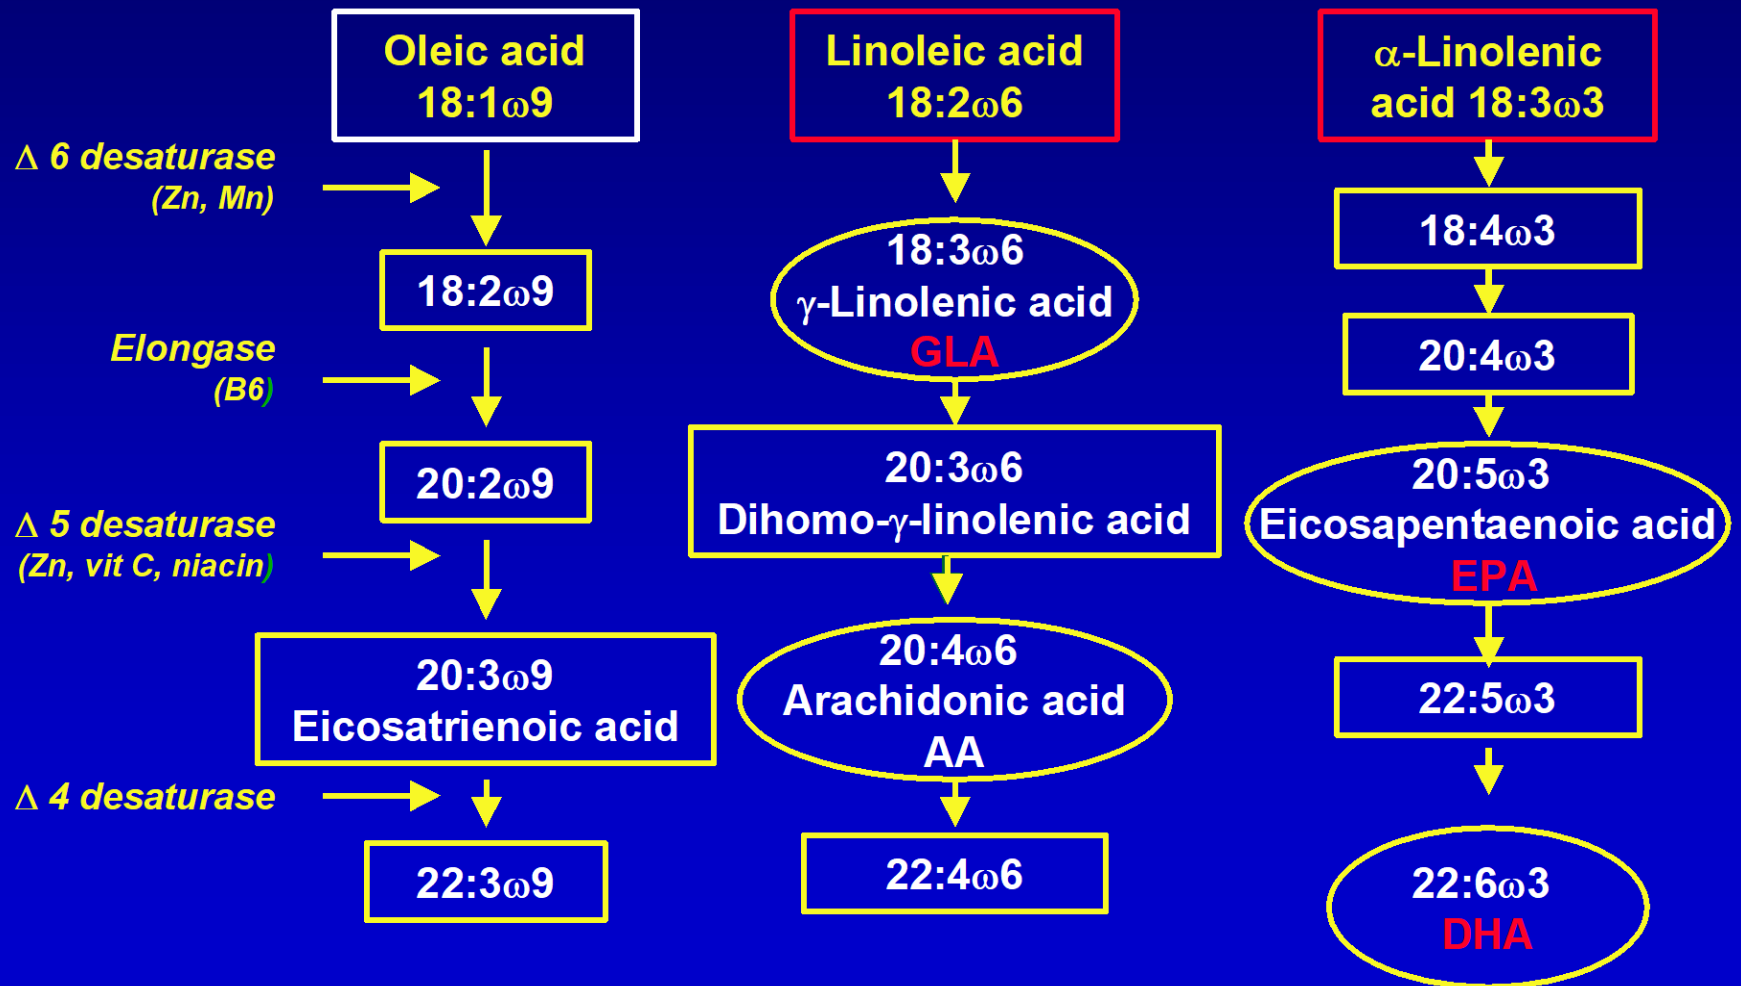 Oleic acid
18:1ω9
Linoleic acid
18:2ω6
α-Linolenic
acid 18:3ω3
Δ 6 desaturase
(Zn, Mn)
18:2ω9
Elongase
(B6)
20:2ω9
Δ 5 desaturase
(Zn, vit C, niacin)
20:3ω9
Eicosatrienoic acid
Δ 4 desaturase
22:3ω9
18:3ω6
γ-Linolenic acid
GLA
20:3ω6
Dihomo-γ-linolenic acid
20:4ω6
Arachidonic acid
AA
22:4ω6
18:4ω3
20:4ω3
20:5ω3
Eicosapentaenoic acid
EPA
22:5ω3
22:6ω3
DHA